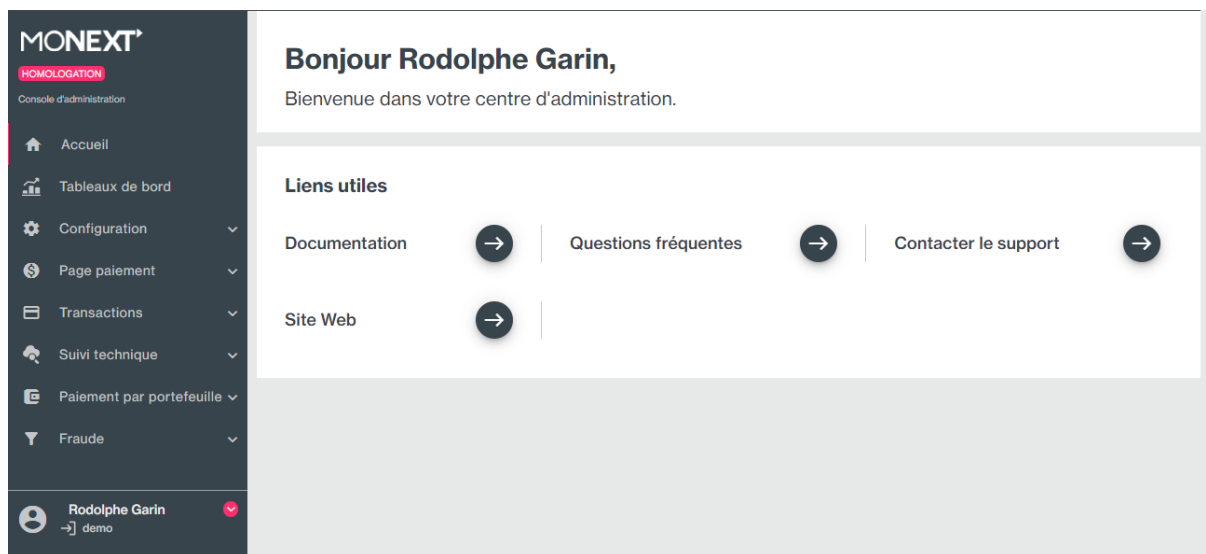 MONEXT
HOMOLOGATION
Console d'administration
Accueil
Tableaux de bord
Configuration
Page paiement
Transactions
Suivi technique
Paiement par portefeuille
Fraude
Rodolphe Garin
demo
Bonjour Rodolphe Garin,
Bienvenue dans votre centre d'administration.
Liens utiles
Documentation
Questions fréquentes
Contacter le support
Site Web